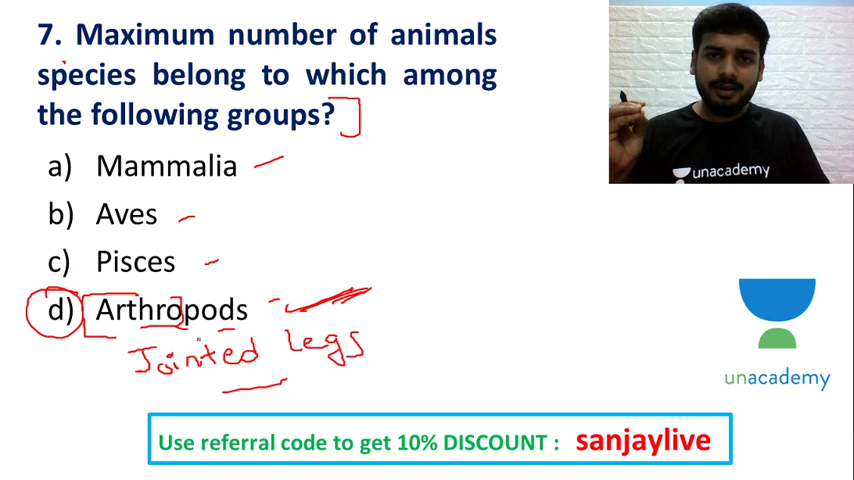 7. Maximum number of animals
species belong to which among
the following groups?
a) Mammalia
b) Aves
c) Pisces
d) Arthropods
Jointed legs
unacademy
unacademy
Use referral code to get 10% DISCOUNT : sanjaylive